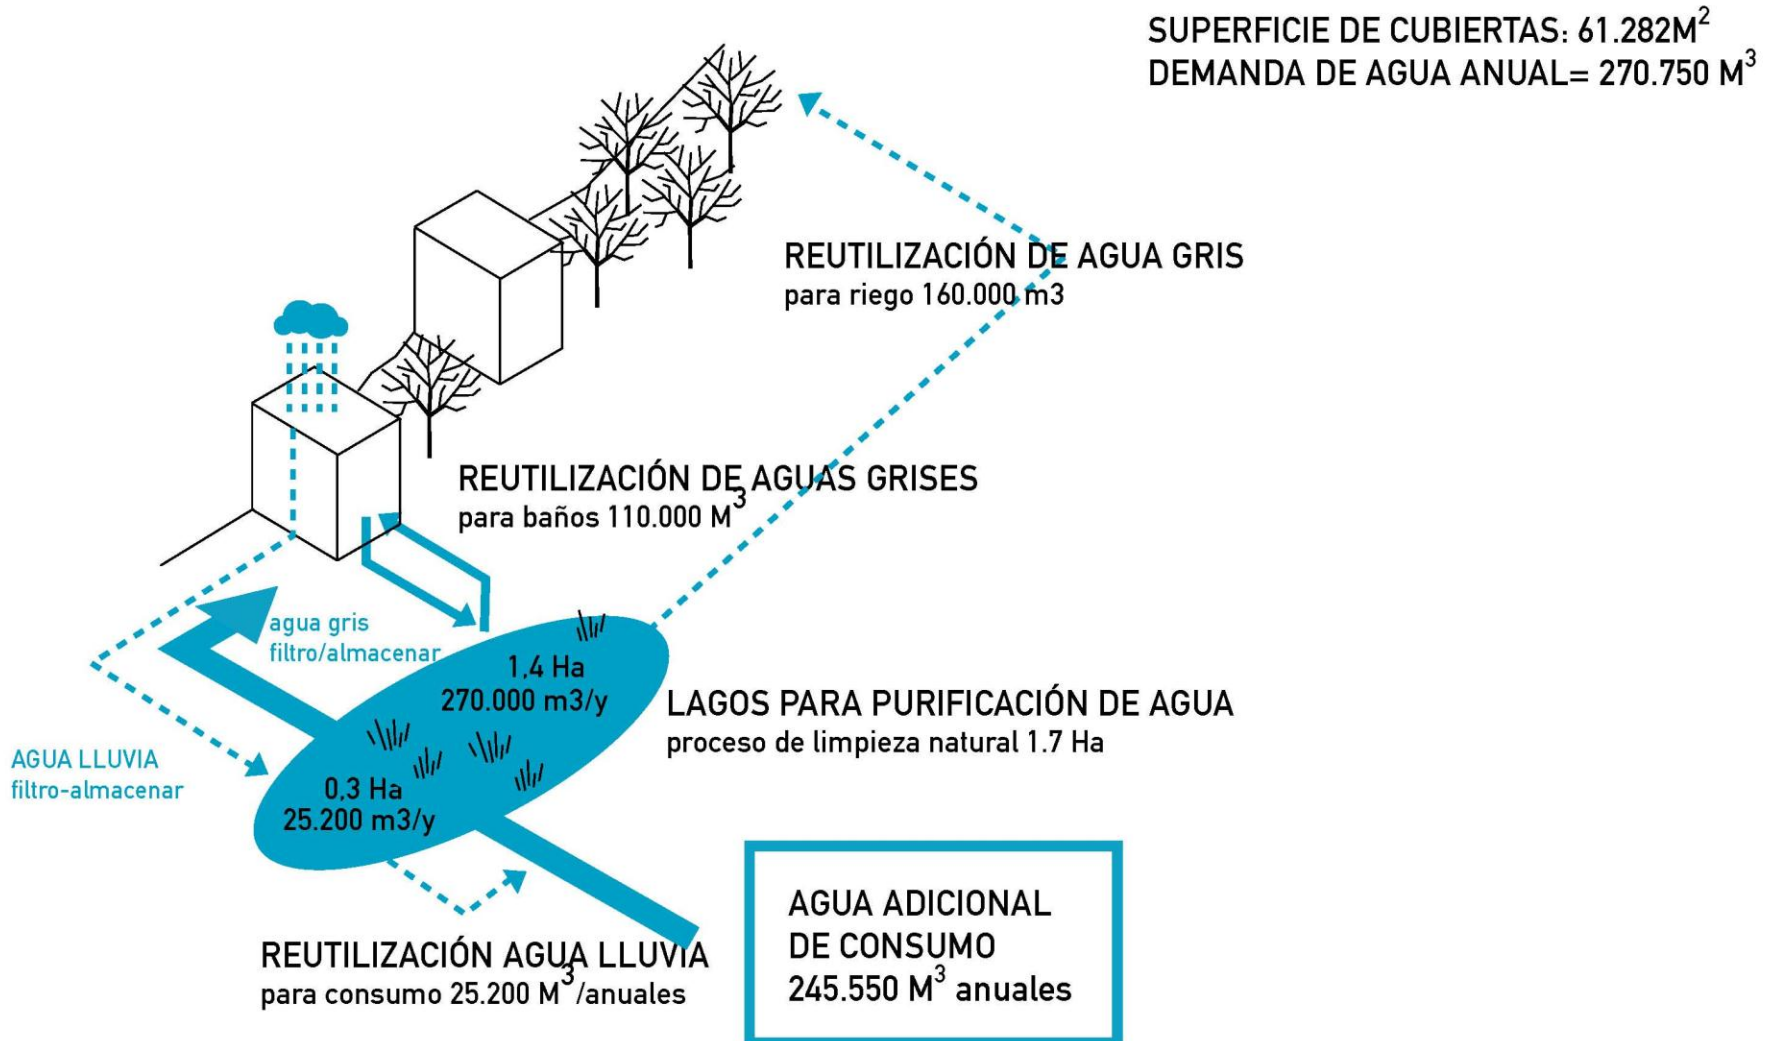 SUPERFICIE DE CUBIERTAS: 61.282M²
DEMANDA DE AGUA ANUAL= 270.750 M³
REUTILIZACIÓN DE AGUA GRIS
para riego 160.000 m3
REUTILIZACIÓN DE AGUAS GRISES
para baños 110.000 M³
agua gris
filtro/almacenar
1,4 Ha
270.000 m3/y
LAGOS PARA PURIFICACIÓN DE AGUA
proceso de limpieza natural 1.7 Ha
AGUA LLUVIA
filtro-almacenar
0,3 Ha
25.200 m3/y
REUTILIZACIÓN AGUA LLUVIA
para consumo 25.200 M³/anuales
AGUA ADICIONAL
DE CONSUMO
245.550 M³ anuales